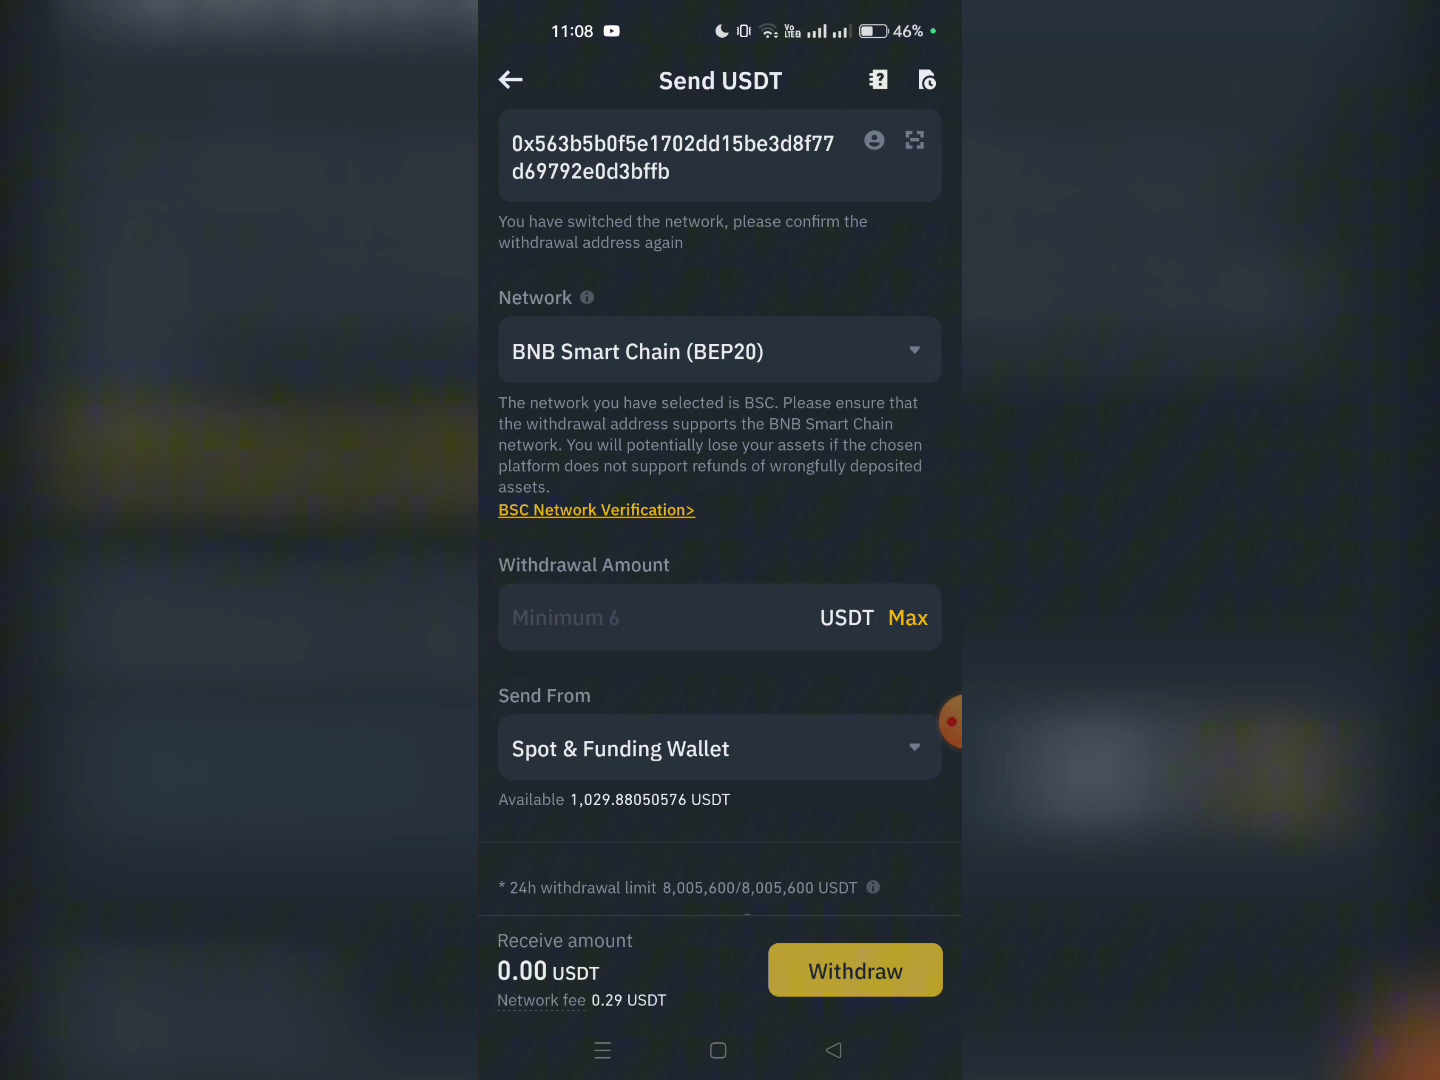 11:08
Vo
LTE2
46%
Send USDT
0x563b5b0f5e1702dd15be3d8f77
d69792e0d3bffb
You have switched the network, please confirm the
withdrawal address again
Network
BNB Smart Chain (BEP20)
The network you have selected is BSC. Please ensure that
the withdrawal address supports the BNB Smart Chain
network. You will potentially lose your assets if the chosen
platform does not support refunds of wrongfully deposited
assets.
BSC Network Verification>
Withdrawal Amount
Minimum 6 USDT Max
Send From
Spot & Funding Wallet
Available 1,029.88050576 USDT
* 24h withdrawal limit 8,005,600/8,005,600 USDT
Receive amount
0.00 USDT
Network fee 0.29 USDT
Withdraw